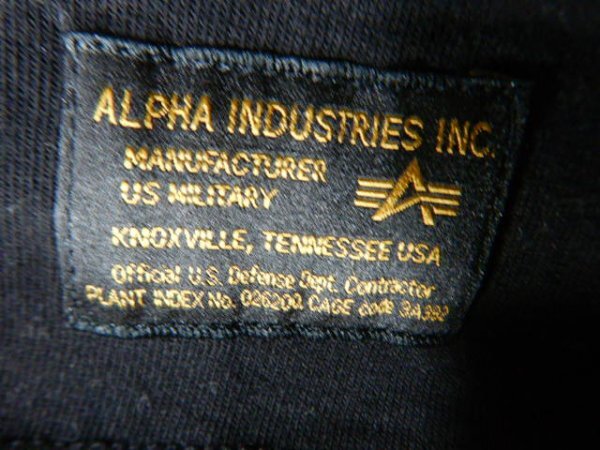 ALPHA INDUSTRIES INC.
MANUFACTURER
US MILITARY
KNOXVILLE, TENNESSEE USA
Official U.S. Defense Dept. Contractor
PLANT INDEX No. 026200 CAGE code 3A392